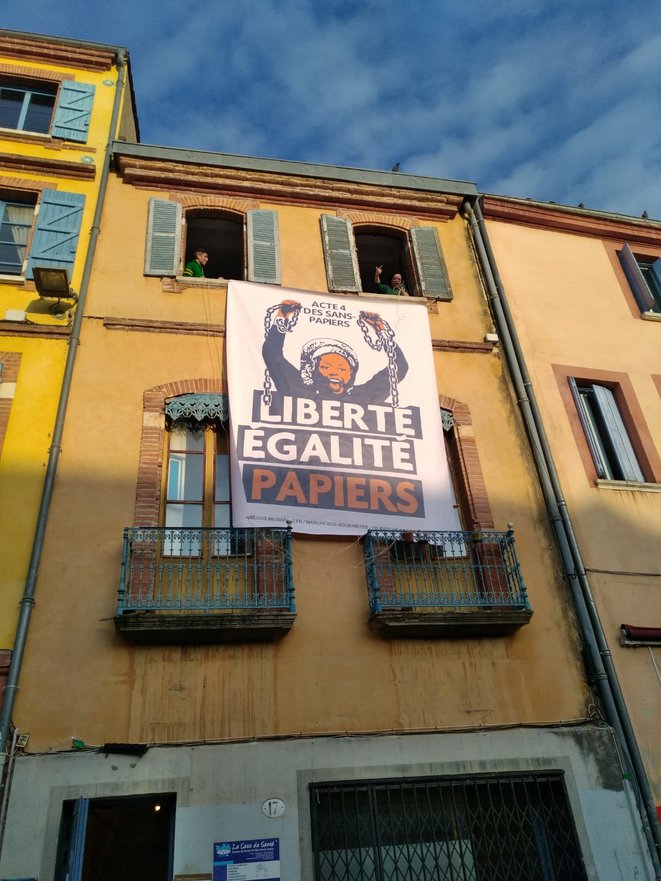 ACTE 4
DES SANS-
PAPIERS
LIBERTÉ
ÉGALITÉ
PAPIERS
17
La Case de Santé